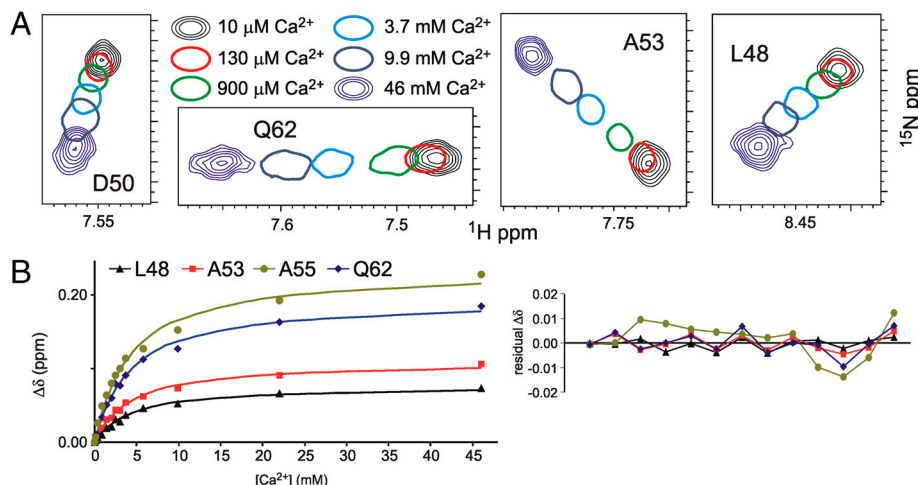 A
10 μM Ca²⁺
130 μM Ca²⁺
900 μM Ca²⁺
3.7 mM Ca²⁺
9.9 mM Ca²⁺
46 mM Ca²⁺
D50
7.55
Q62
7.6 7.5
A53
7.75
L48
8.45
¹H ppm
¹⁵N ppm
B
L48 A53 A55 Q62
0.20
0.00
Δδ (ppm)
0 5 10 15 20 25 30 35 40 45
[Ca²⁺] (mM)
0.02
0.01
0.00
-0.01
-0.02
residual Δδ